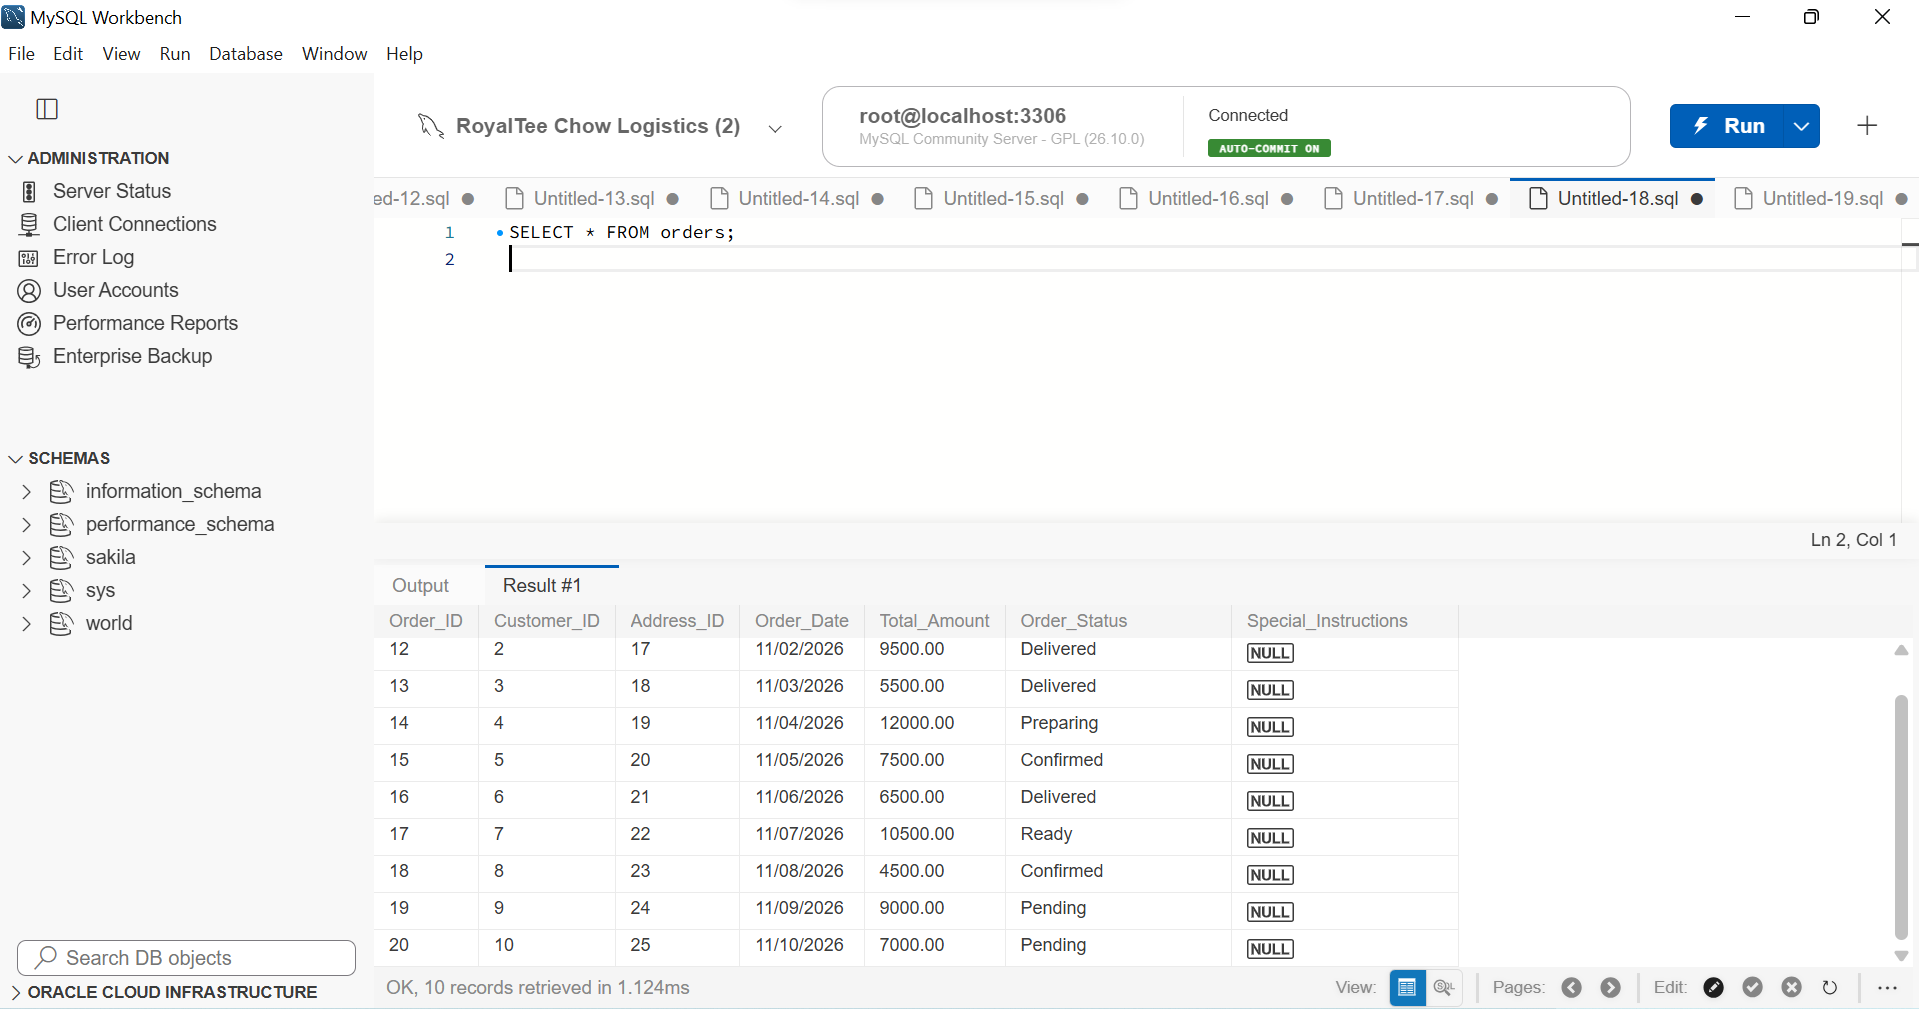 MySQL Workbench
File Edit View Run Database Window Help
ADMINISTRATION
Server Status
Client Connections
Error Log
User Accounts
Performance Reports
Enterprise Backup
SCHEMAS
information_schema
performance_schema
sakila
sys
world
Search DB objects
ORACLE CLOUD INFRASTRUCTURE
RoyalTee Chow Logistics (2)
root@localhost:3306
MySQL Community Server - GPL (26.10.0)
Connected
AUTO-COMMIT ON
Run
ed-12.sql Untitled-13.sql Untitled-14.sql Untitled-15.sql Untitled-16.sql Untitled-17.sql Untitled-18.sql Untitled-19.sql
1 SELECT * FROM orders;
2
Ln 2, Col 1
Output Result #1
Order_ID Customer_ID Address_ID Order_Date Total_Amount Order_Status Special_Instructions
12 2 17 11/02/2026 9500.00 Delivered NULL
13 3 18 11/03/2026 5500.00 Delivered NULL
14 4 19 11/04/2026 12000.00 Preparing NULL
15 5 20 11/05/2026 7500.00 Confirmed NULL
16 6 21 11/06/2026 6500.00 Delivered NULL
17 7 22 11/07/2026 10500.00 Ready NULL
18 8 23 11/08/2026 4500.00 Confirmed NULL
19 9 24 11/09/2026 9000.00 Pending NULL
20 10 25 11/10/2026 7000.00 Pending NULL
OK, 10 records retrieved in 1.124ms
View: SQL Pages: Edit: